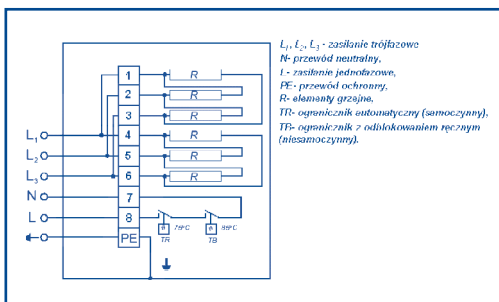 L₁, L₂, L₃ - zasilanie trójfazowe
N- przewód neutralny,
L- zasilanie jednofazowe,
PE- przewód ochronny,
R- elementy grzejne,
TR- ogranicznik automatyczny (samoczynny),
TB- ogranicznik z odblokowaniem ręcznym
(niesamoczynny).
1 R
2 R
3 R
L₁ 4 R
L₂ 5 R
L₃ 6 R
N 7
L 8
PE
TR TB